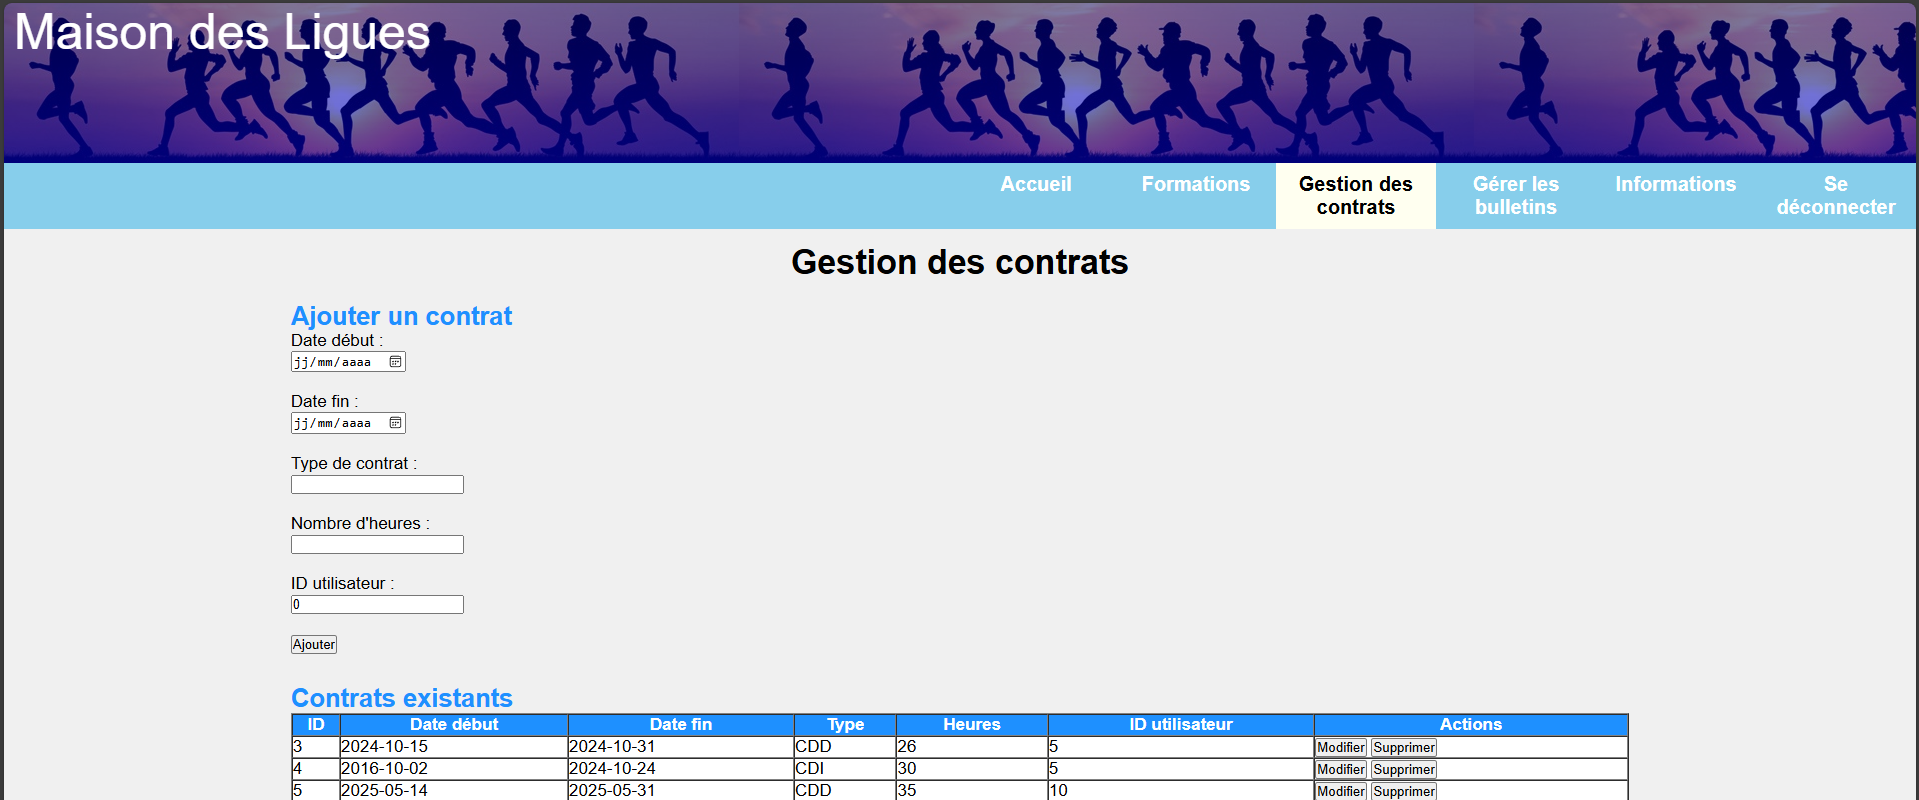 Maison des Ligues
Accueil
Formations
Gestion des
contrats
Gérer les
bulletins
Informations
Se
déconnecter
Gestion des contrats
Ajouter un contrat
Date début :
jj/mm/aaaa
Date fin :
jj/mm/aaaa
Type de contrat :
Nombre d'heures :
ID utilisateur :
0
Ajouter
Contrats existants
ID Date début Date fin Type Heures ID utilisateur Actions
3 2024-10-15 2024-10-31 CDD 26 5 Modifier Supprimer
4 2016-10-02 2024-10-24 CDI 30 5 Modifier Supprimer
5 2025-05-14 2025-05-31 CDD 35 10 Modifier Supprimer